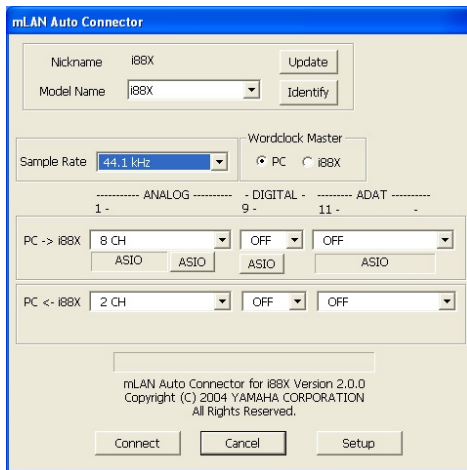 mLAN Auto Connector
Nickname i88X Update
Model Name i88X Identify
Wordclock Master
Sample Rate 44.1 kHz PC i88X
---------- ANALOG ---------- - DIGITAL - --------- ADAT ---------
1 - 9 - 11 - -
PC -> i88X 8 CH OFF OFF
ASIO ASIO ASIO ASIO
PC <- i88X 2 CH OFF OFF
mLAN Auto Connector for i88X Version 2.0.0
Copyright (C) 2004 YAMAHA CORPORATION
All Rights Reserved.
Connect Cancel Setup